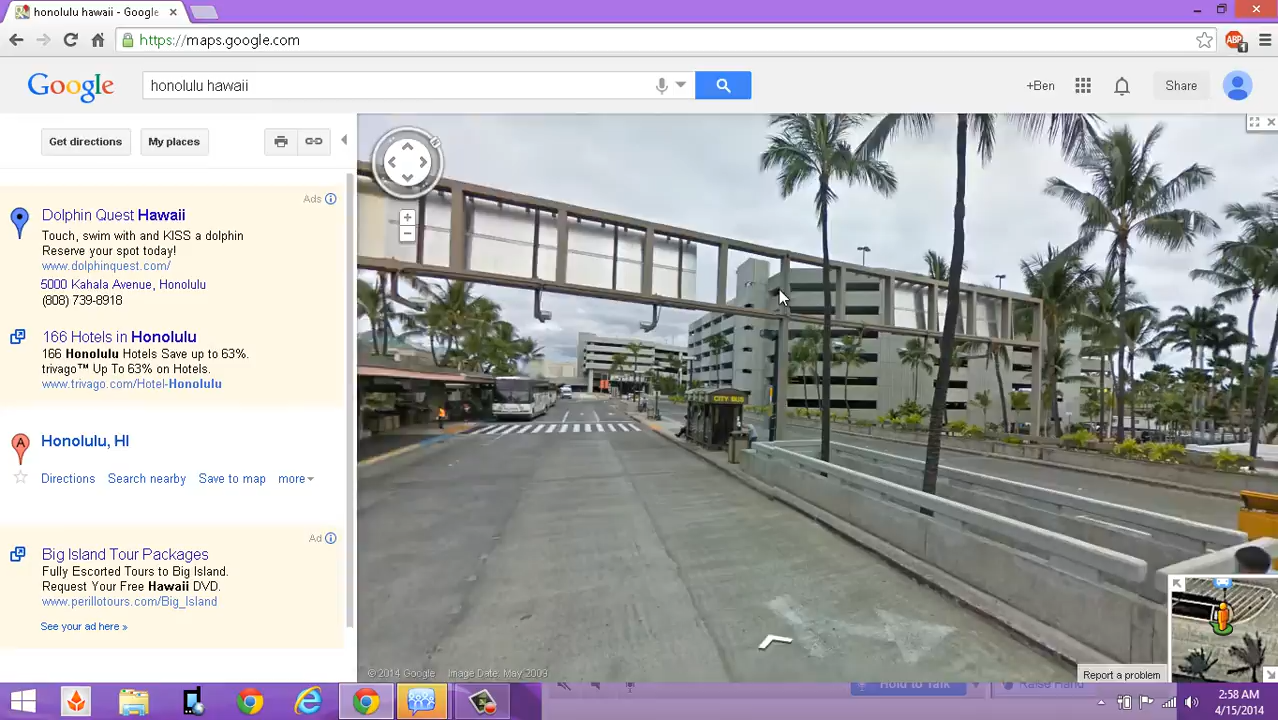 honolulu hawaii - Google
https://maps.google.com
ABP
1
Google
honolulu hawaii
+Ben
Share
Get directions
My places
Ads
Dolphin Quest Hawaii
Touch, swim with and KISS a dolphin
Reserve your spot today!
www.dolphinquest.com/
5000 Kahala Avenue, Honolulu
(808) 739-8918
166 Hotels in Honolulu
166 Honolulu Hotels Save up to 63%.
trivago™ Up To 63% on Hotels.
www.trivago.com/Hotel-Honolulu
A
Honolulu, HI
Directions
Search nearby
Save to map
more
Ad
Big Island Tour Packages
Fully Escorted Tours to Big Island.
Request Your Free Hawaii DVD.
www.perillotours.com/Big_Island
See your ad here »
CITY BUS
© 2014 Google
Image Date: May 2009
Report a problem
Hold to Talk
Raise Hand
2:58 AM
4/15/2014